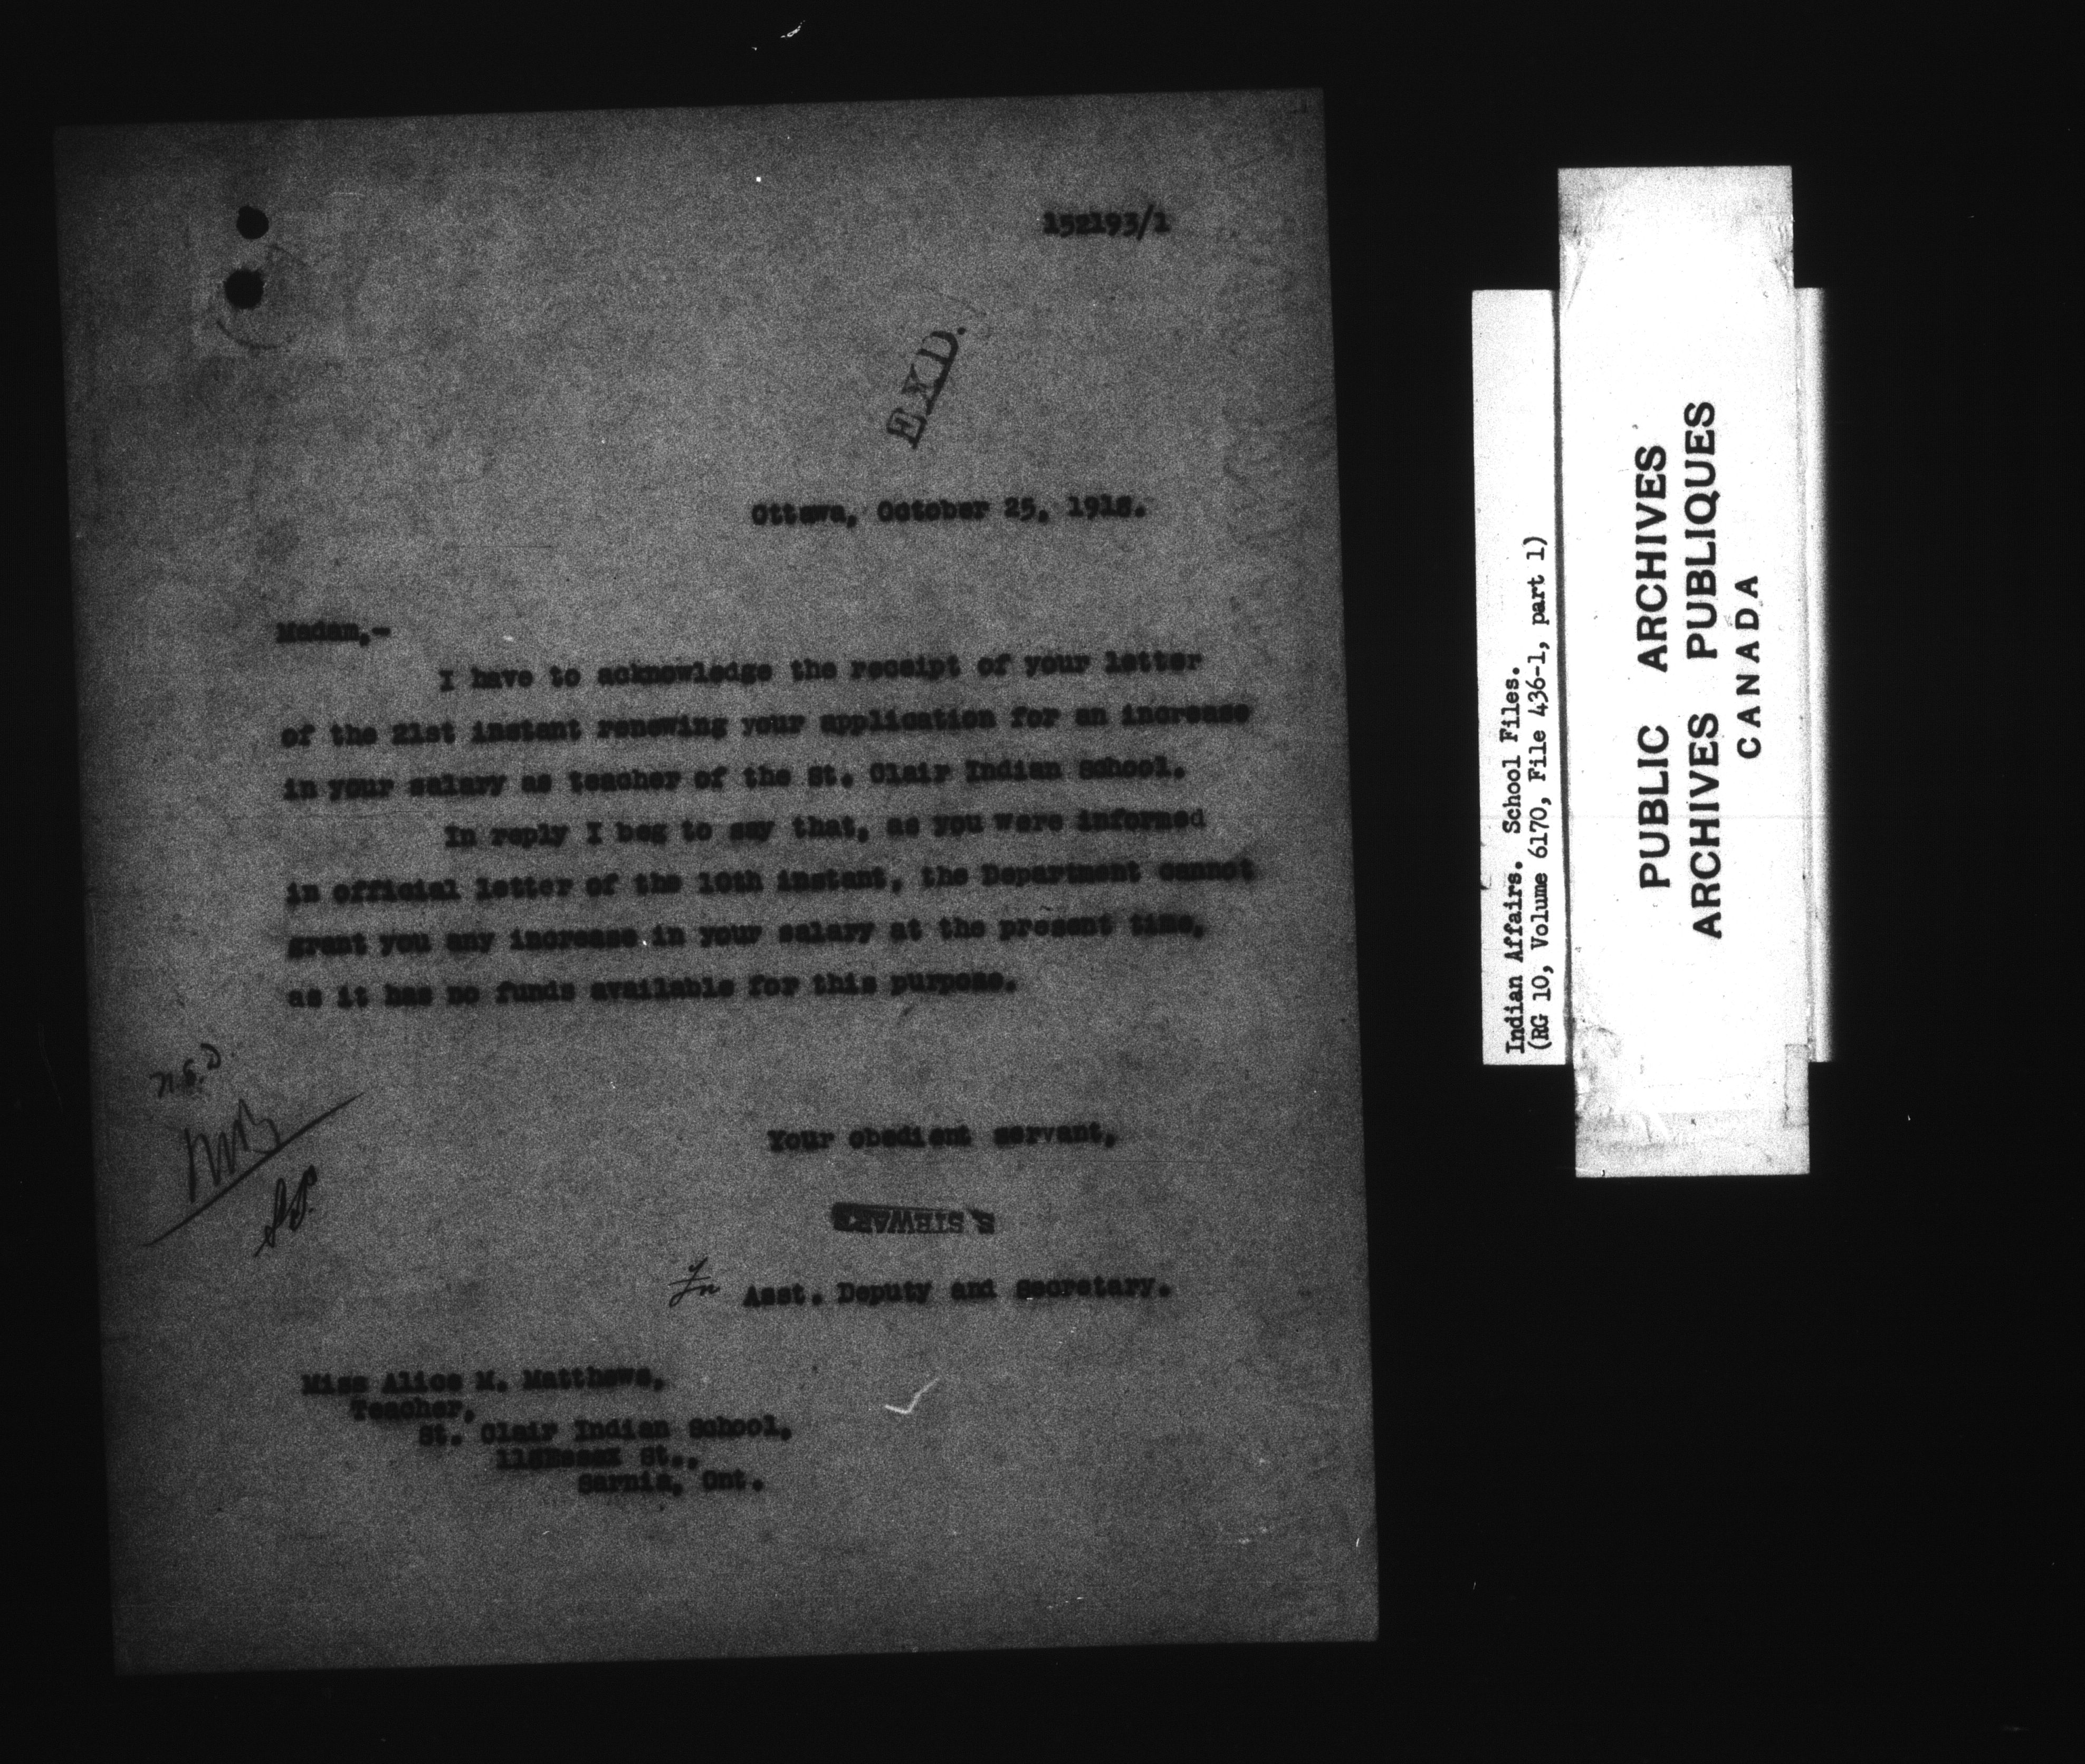 152193/1
EXD.
Ottawa, October 25, 1918.
Madam,-
I have to acknowledge the receipt of your letter
of the 21st instant renewing your application for an increase
in your salary as teacher of the St. Clair Indian School.
In reply I beg to say that, as you were informed
in official letter of the 10th instant, the Department cannot
grant you any increase in your salary at the present time,
as it has no funds available for this purpose.
Your obedient servant,
S STEWART
Asst. Deputy and Secretary.
Miss Alice M. Matthews,
Teacher,
St. Clair Indian School,
Essex St.,
Sarnia, Ont.
Indian Affairs. School Files.
(RG 10, Volume 6170, File 436-1, part 1)
PUBLIC ARCHIVES
ARCHIVES PUBLIQUES
CANADA